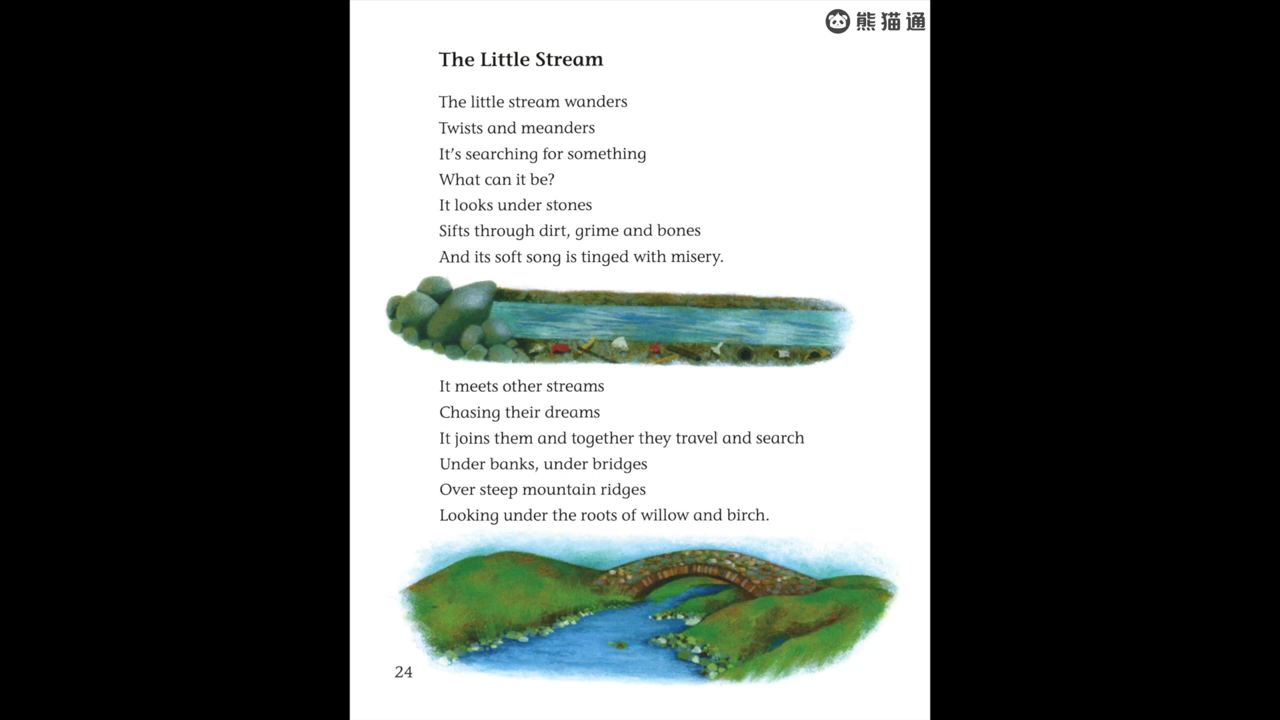 熊猫通
The Little Stream
The little stream wanders
Twists and meanders
It's searching for something
What can it be?
It looks under stones
Sifts through dirt, grime and bones
And its soft song is tinged with misery.
It meets other streams
Chasing their dreams
It joins them and together they travel and search
Under banks, under bridges
Over steep mountain ridges
Looking under the roots of willow and birch.
24